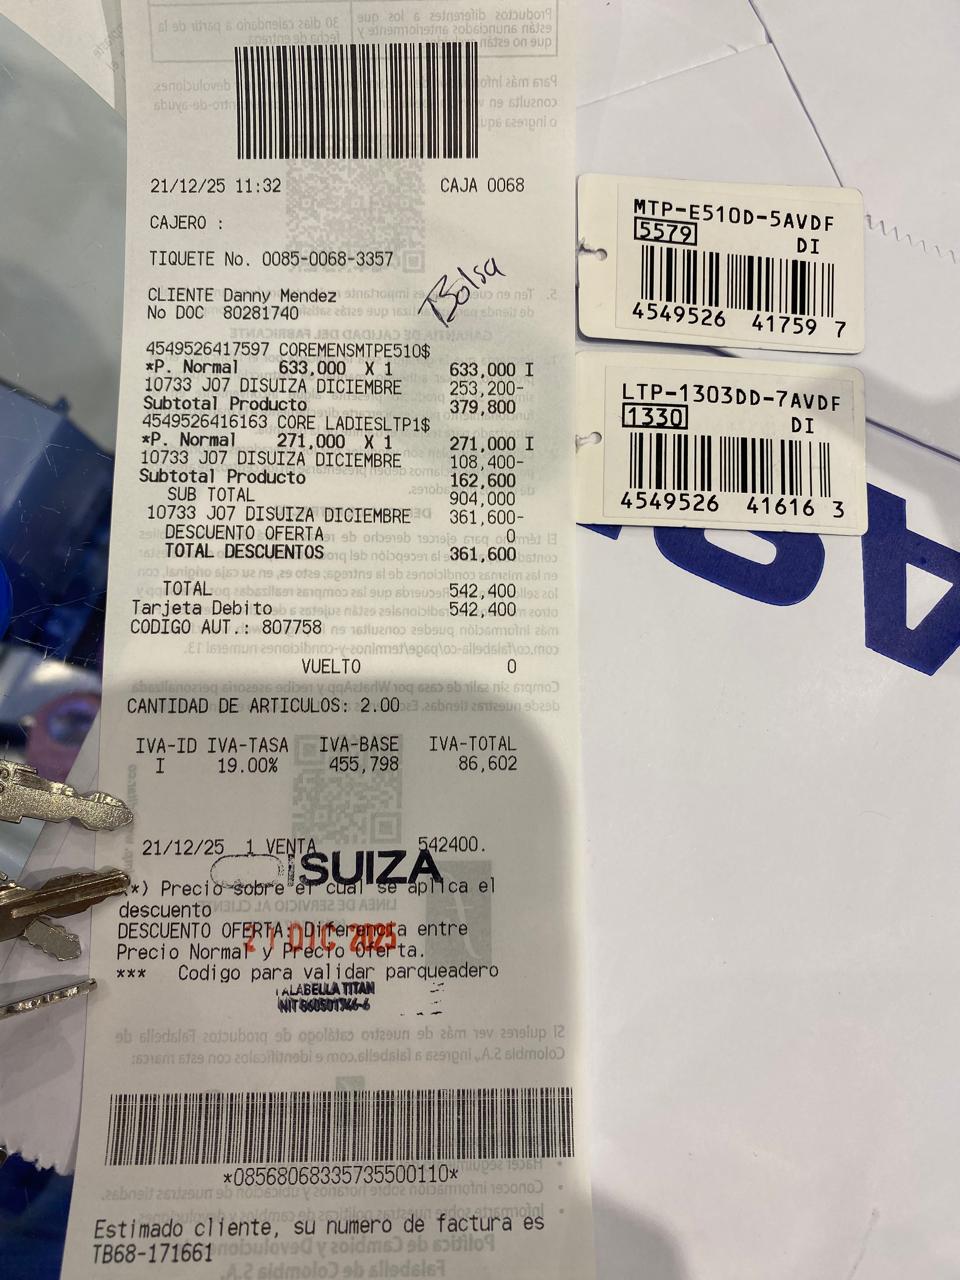 21/12/25 11:32 CAJA 0068
CAJERO :
TIQUETE No. 0085-0068-3357
Bolsa
CLIENTE Danny Mendez
No DOC 80281740
4549526417597 COREMENSMTPE510$
*P. Normal 633,000 X 1 633,000 I
10733 J07 DISUIZA DICIEMBRE 253,200-
Subtotal Producto 379,800
4549526416163 CORE LADIESLTP1$
*P. Normal 271,000 X 1 271,000 I
10733 J07 DISUIZA DICIEMBRE 108,400-
Subtotal Producto 162,600
SUB TOTAL 904,000
10733 J07 DISUIZA DICIEMBRE 361,600-
DESCUENTO OFERTA 0
TOTAL DESCUENTOS 361,600
TOTAL 542,400
Tarjeta Debito 542,400
CODIGO AUT.: 807758
VUELTO 0
CANTIDAD DE ARTICULOS: 2.00
IVA-ID IVA-TASA IVA-BASE IVA-TOTAL
I 19.00% 455,798 86,602
21/12/25 1 VENTA 542400.
SUIZA
(*) Precio sobre el cual se aplica el
descuento
DESCUENTO OFERTA: Diferencia entre
Precio Normal y Precio Oferta.
21 DIC 2025
*** Codigo para validar parqueadero
FALABELLA TITAN
NIT
*08568068335735500110*
Estimado cliente, su numero de factura es
TB68-171661
MTP-E510D-5AVDF
5579 DI
4549526 41759 7
LTP-1303DD-7AVDF
1330 DI
4549526 41616 3